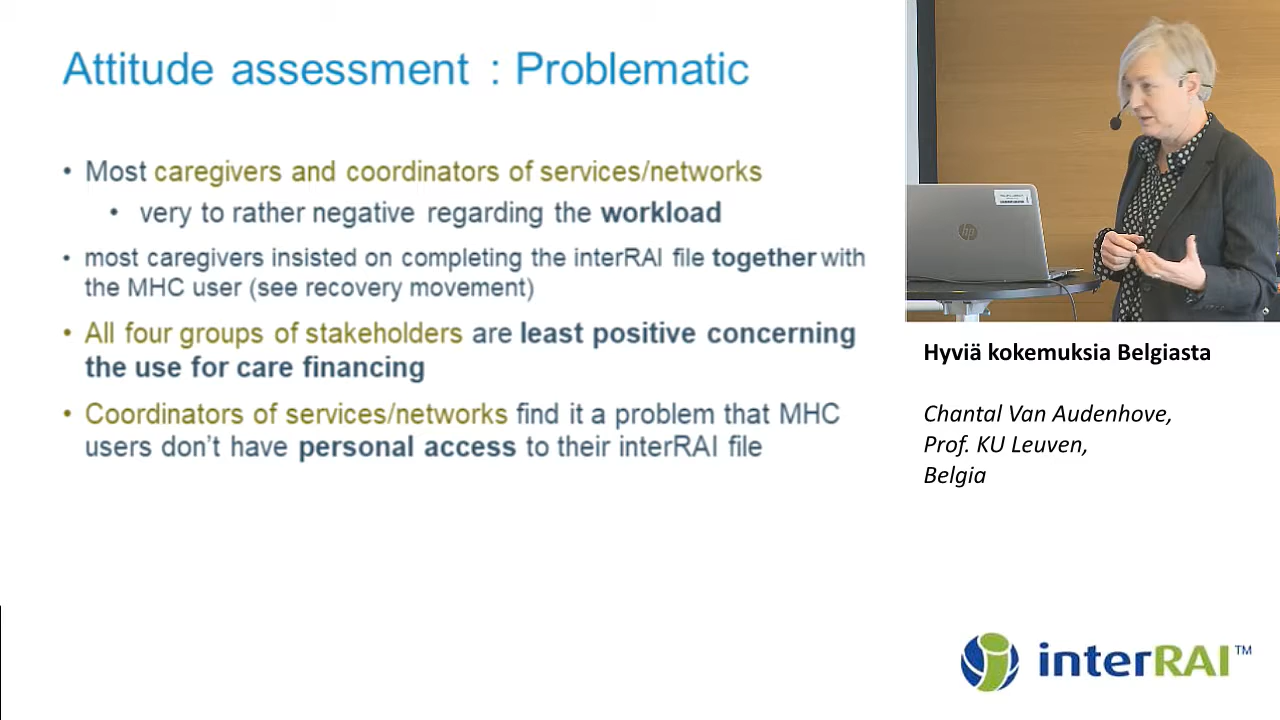 Attitude assessment : Problematic
• Most caregivers and coordinators of services/networks
• very to rather negative regarding the workload
• most caregivers insisted on completing the interRAI file together with
the MHC user (see recovery movement)
• All four groups of stakeholders are least positive concerning
the use for care financing
• Coordinators of services/networks find it a problem that MHC
users don't have personal access to their interRAI file
hp
Hyviä kokemuksia Belgiasta
Chantal Van Audenhove,
Prof. KU Leuven,
Belgia
interRAI™